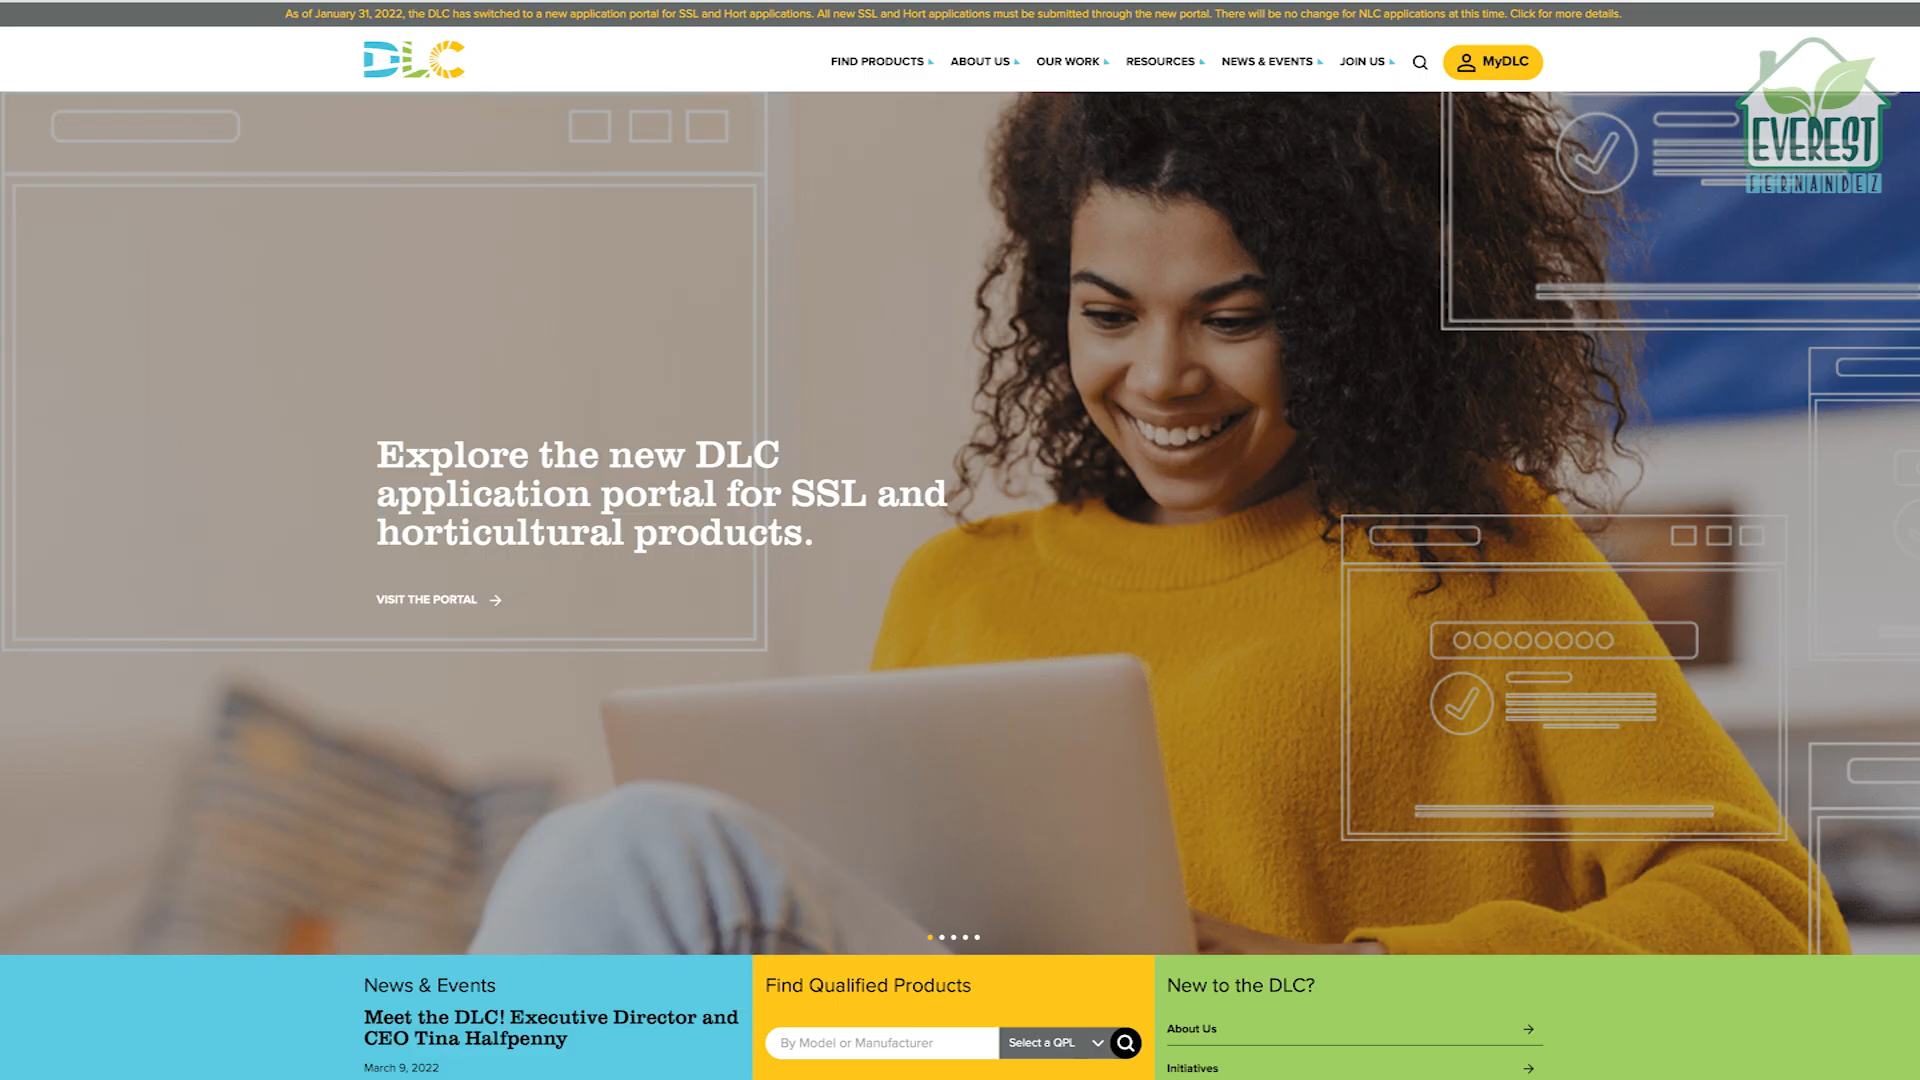 As of January 31, 2022, the DLC has switched to a new application portal for SSL and Hort applications. All new SSL and Hort applications must be submitted through the new portal. There will be no change for NLC applications at this time. Click for more details.
DLC
FIND PRODUCTS ABOUT US OUR WORK RESOURCES NEWS & EVENTS JOIN US MyDLC
EVEREST
FERNANDEZ
Explore the new DLC
application portal for SSL and
horticultural products.
VISIT THE PORTAL
News & Events
Meet the DLC! Executive Director and
CEO Tina Halfpenny
March 9, 2022
Find Qualified Products
By Model or Manufacturer
Select a QPL
New to the DLC?
About Us
Initiatives